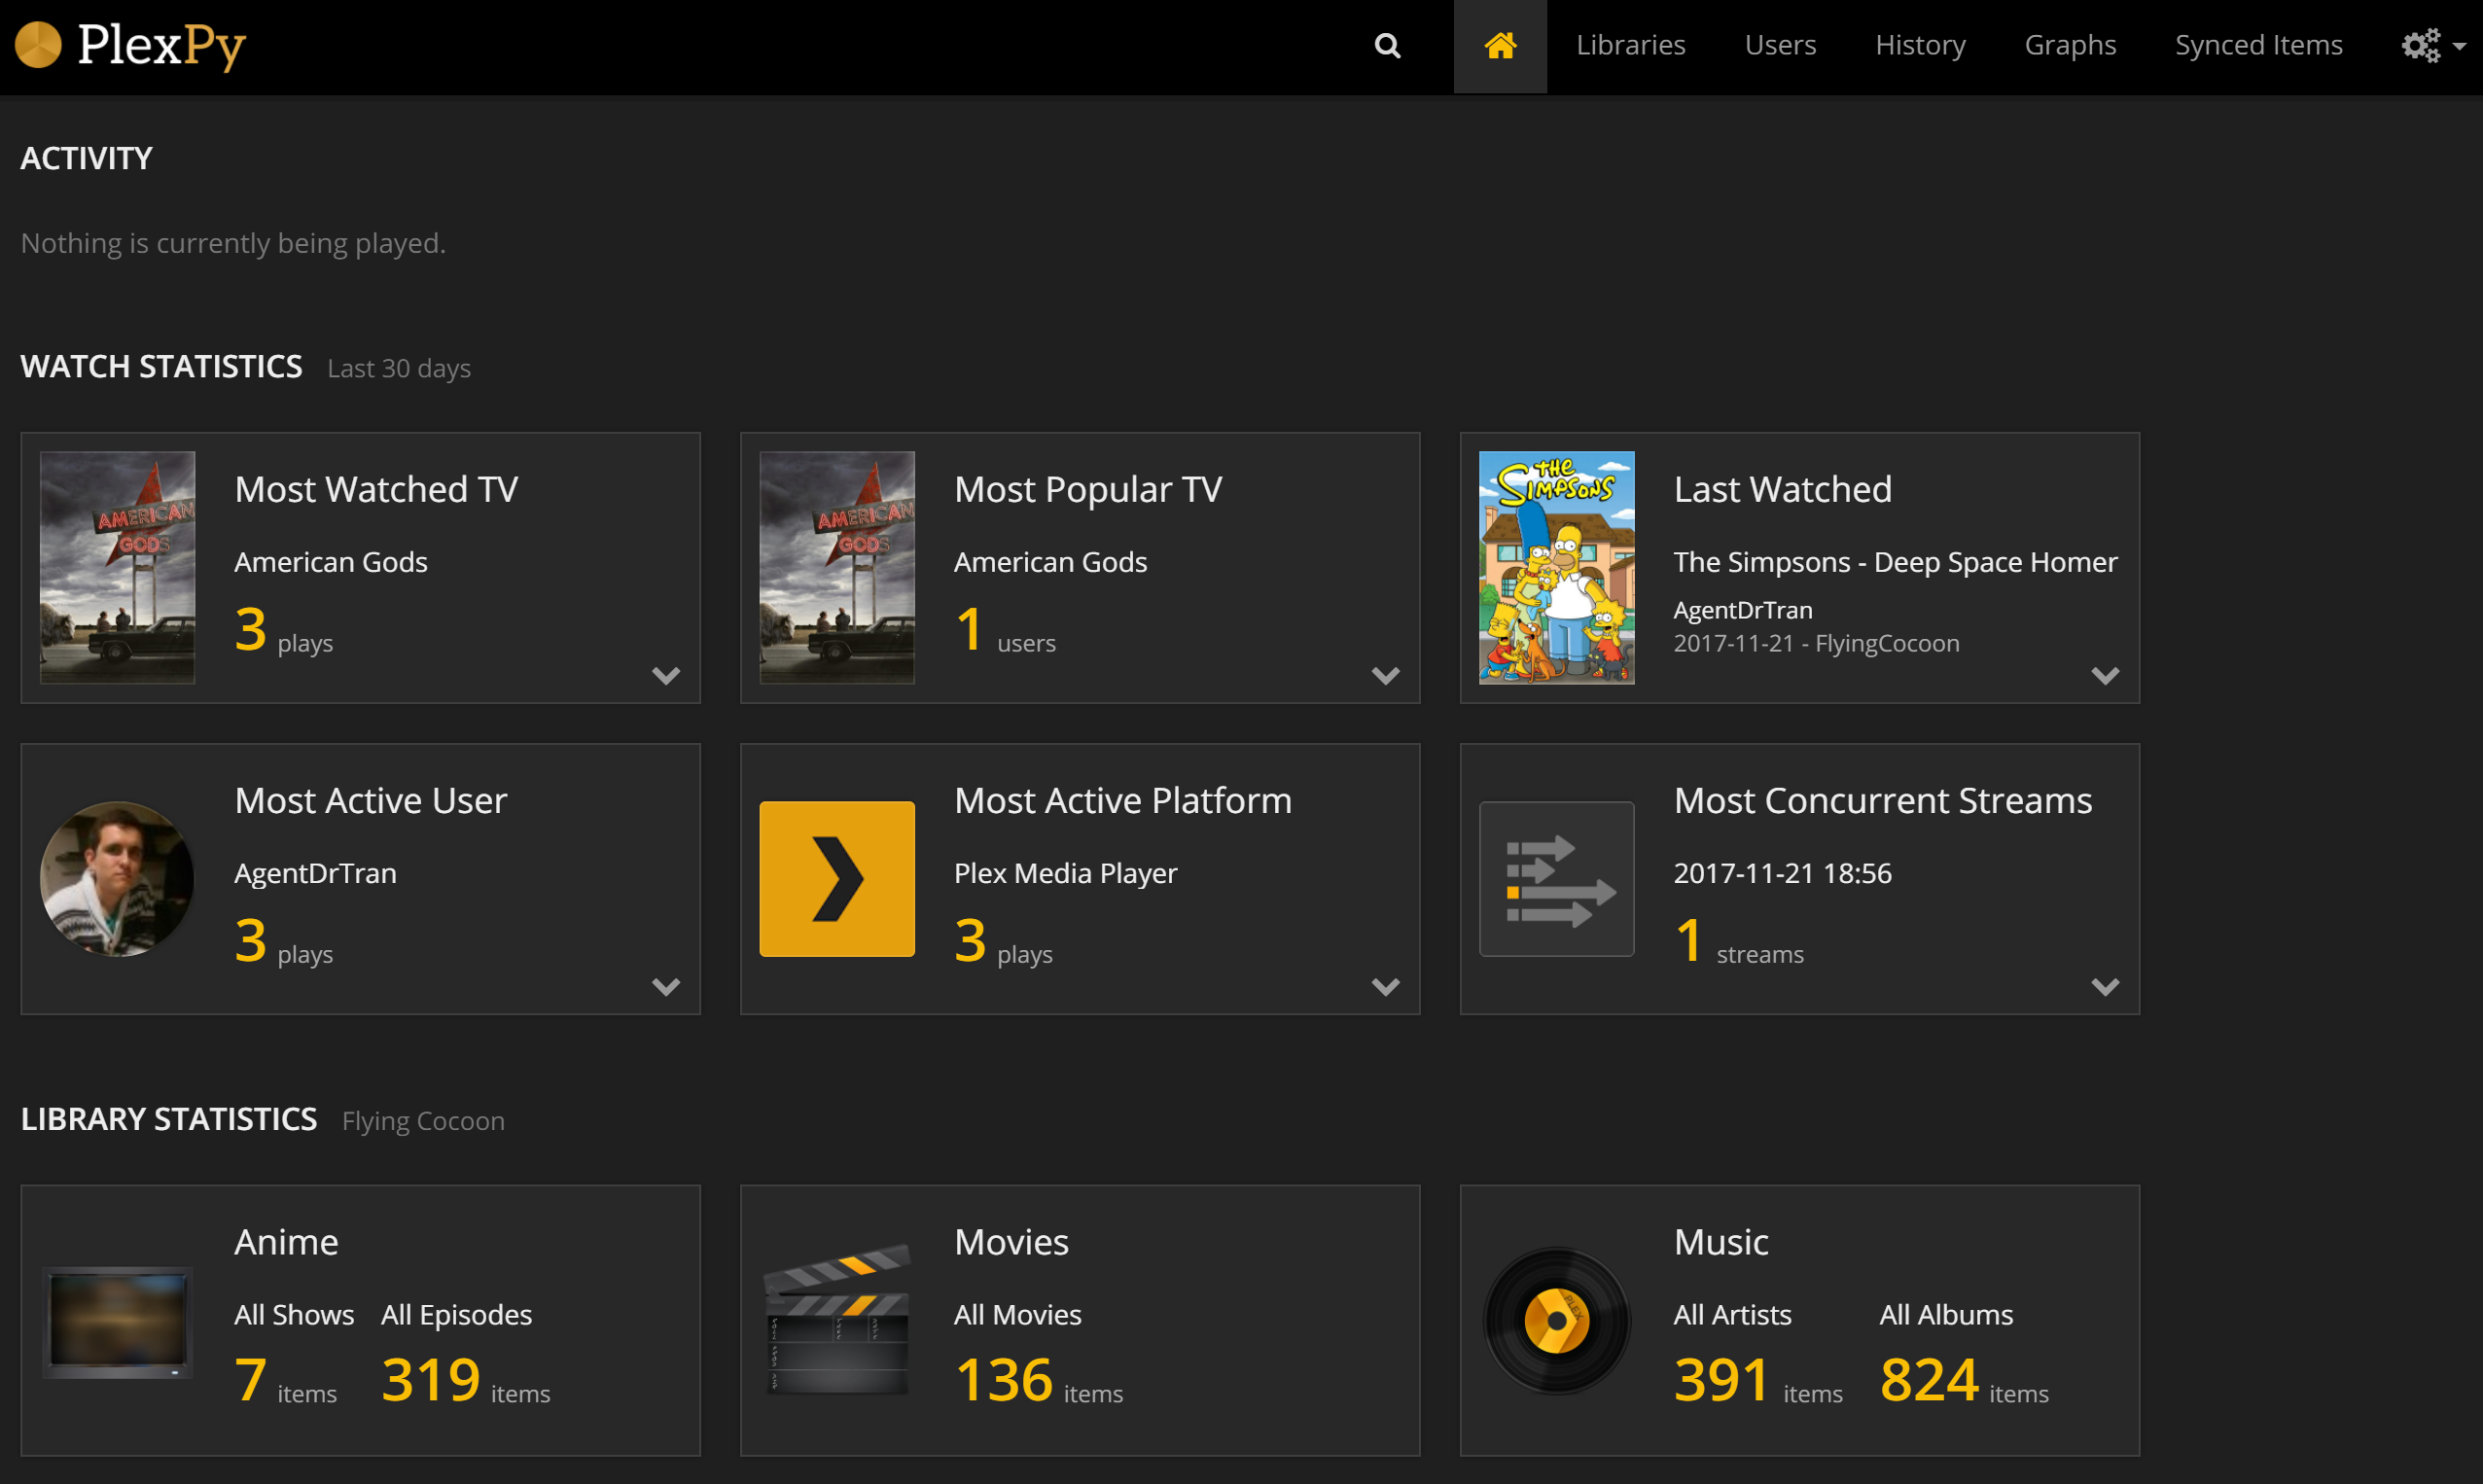 PlexPy
Libraries
Users
History
Graphs
Synced Items
ACTIVITY
Nothing is currently being played.
WATCH STATISTICS Last 30 days
AMERICAN
GODS
Most Watched TV
American Gods
3 plays
AMERICAN
GODS
Most Popular TV
American Gods
1 users
THE
SIMPSONS
Last Watched
The Simpsons - Deep Space Homer
AgentDrTran
2017-11-21 - FlyingCocoon
Most Active User
AgentDrTran
3 plays
Most Active Platform
Plex Media Player
3 plays
Most Concurrent Streams
2017-11-21 18:56
1 streams
LIBRARY STATISTICS Flying Cocoon
Anime
All Shows All Episodes
7 items 319 items
Movies
All Movies
136 items
PLEX
Music
All Artists All Albums
391 items 824 items